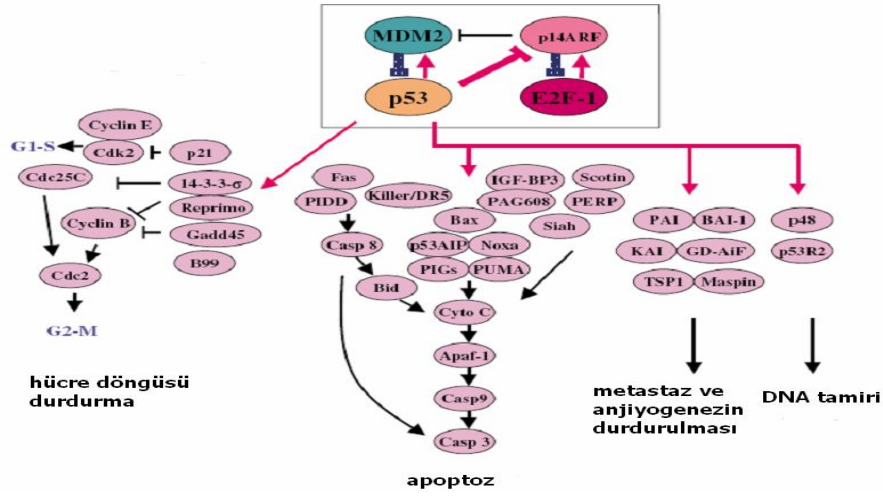 MDM2
p14ARF
p53
E2F-1
Cyclin E
G1-S
Cdk2
p21
Cdc25C
14-3-3-σ
Reprimo
Cyclin B
Gadd45
B99
Cdc2
G2-M
hücre döngüsü
durdurma
Fas
PIDD
Killer/DR5
IGF-BP3
Scotin
PAG608
PERP
Bax
Siah
Casp 8
p53AIP
Noxa
PIGs
PUMA
Bid
Cyto C
Apaf-1
Casp9
Casp 3
apoptoz
PAI
BAI-1
KAI
GD-AiF
TSP1
Maspin
metastaz ve
anjiyogenezin
durdurulması
p48
p53R2
DNA tamiri